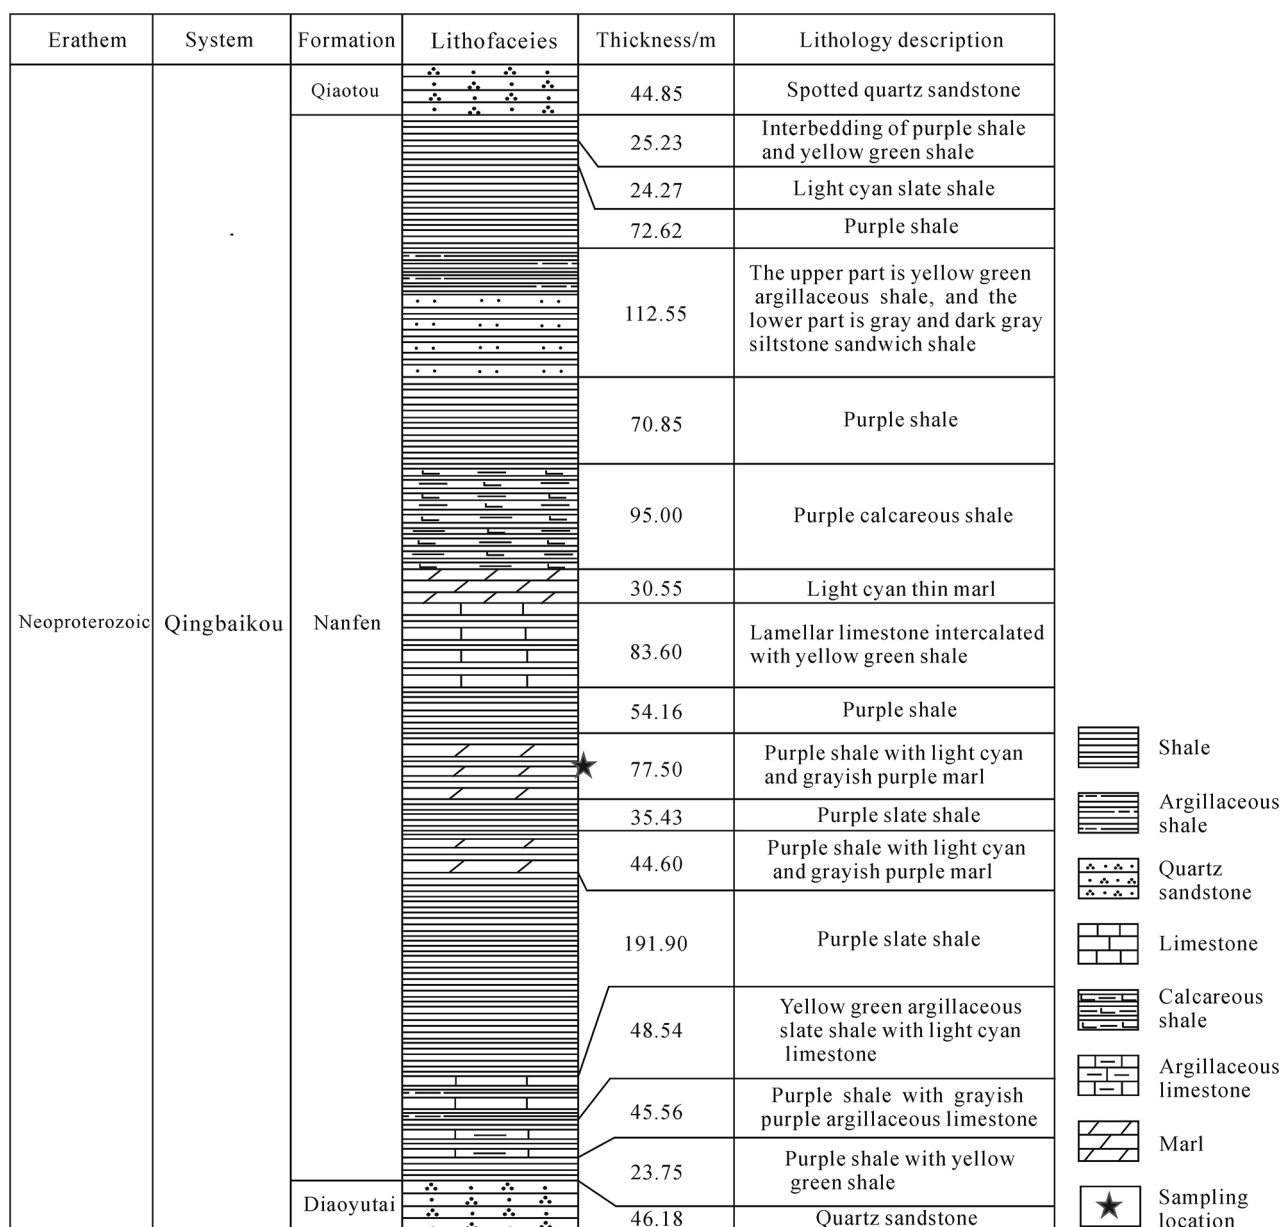 Erathem System Formation Lithofaceies Thickness/m Lithology description
Qiaotou 44.85 Spotted quartz sandstone
25.23 Interbedding of purple shale
and yellow green shale
24.27 Light cyan slate shale
72.62 Purple shale
112.55 The upper part is yellow green
argillaceous shale, and the
lower part is gray and dark gray
siltstone sandwich shale
70.85 Purple shale
95.00 Purple calcareous shale
30.55 Light cyan thin marl
Neoproterozoic Qingbaikou Nanfen
83.60 Lamellar limestone intercalated
with yellow green shale
54.16 Purple shale
77.50 Purple shale with light cyan
and grayish purple marl
35.43 Purple slate shale
44.60 Purple shale with light cyan
and grayish purple marl
191.90 Purple slate shale
48.54 Yellow green argillaceous
slate shale with light cyan
limestone
45.56 Purple shale with grayish
purple argillaceous limestone
23.75 Purple shale with yellow
green shale
Diaoyutai 46.18 Quartz sandstone
Shale
Argillaceous
shale
Quartz
sandstone
Limestone
Calcareous
shale
Argillaceous
limestone
Marl
Sampling
location